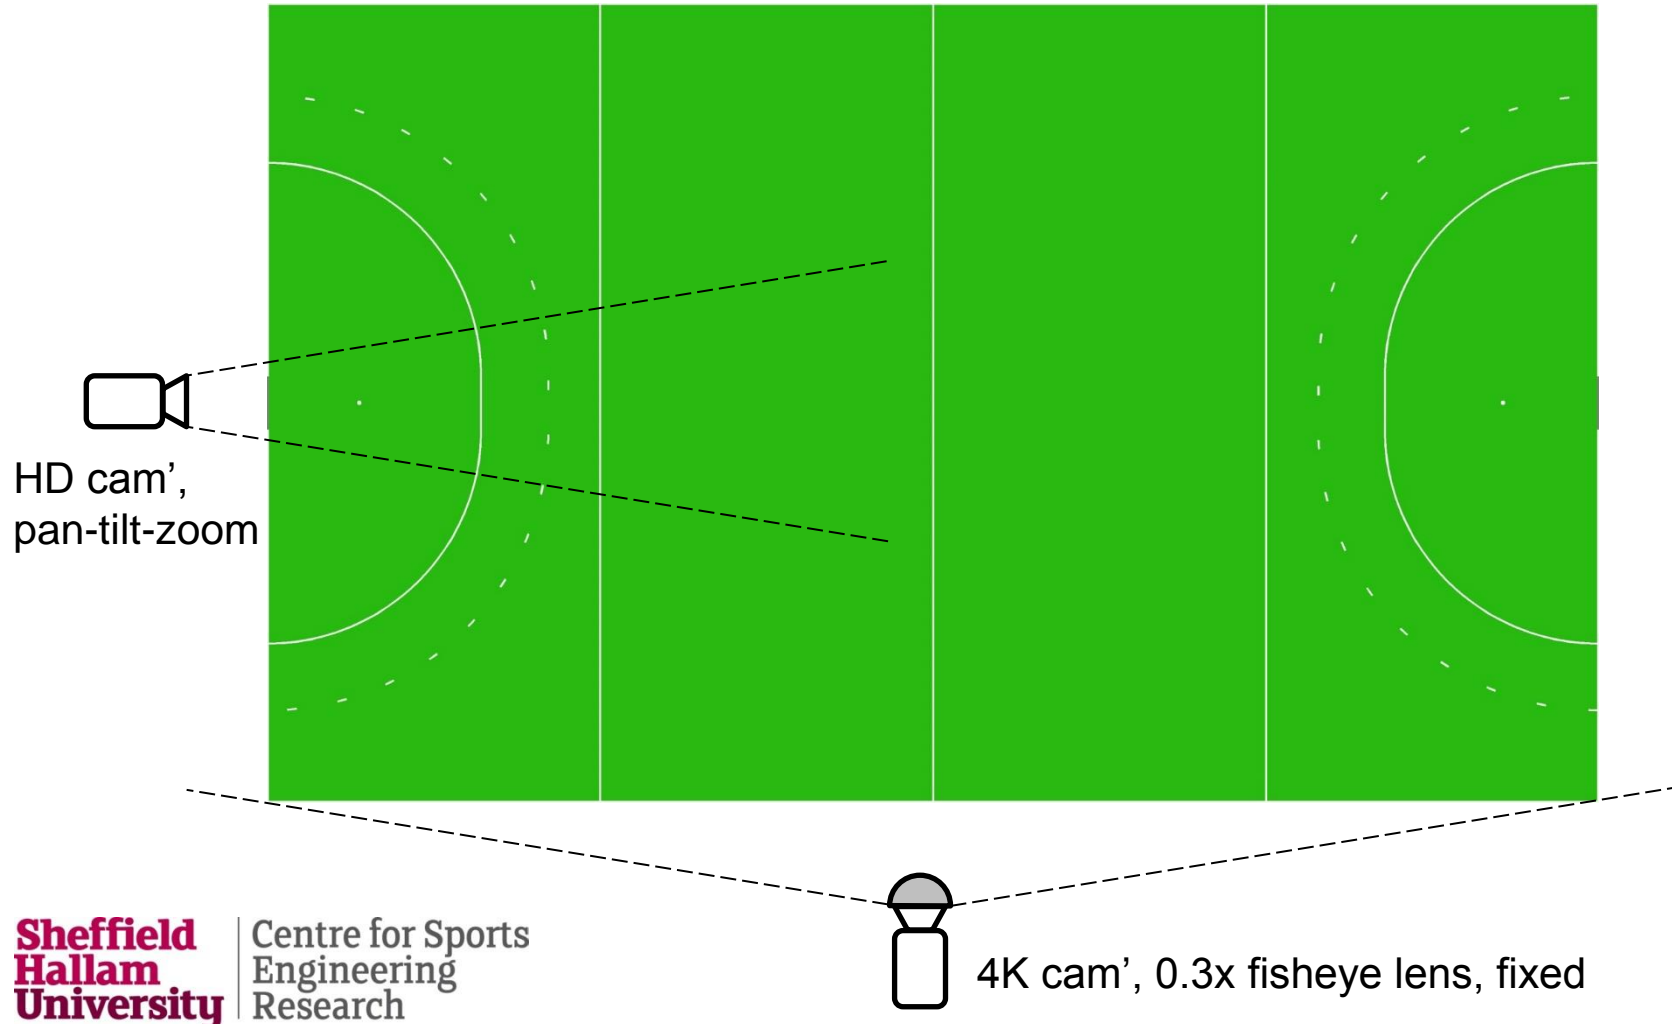 HD cam’,
pan-tilt-zoom
Sheffield
Hallam
University
Centre for Sports
Engineering
Research
4K cam’, 0.3x fisheye lens, fixed